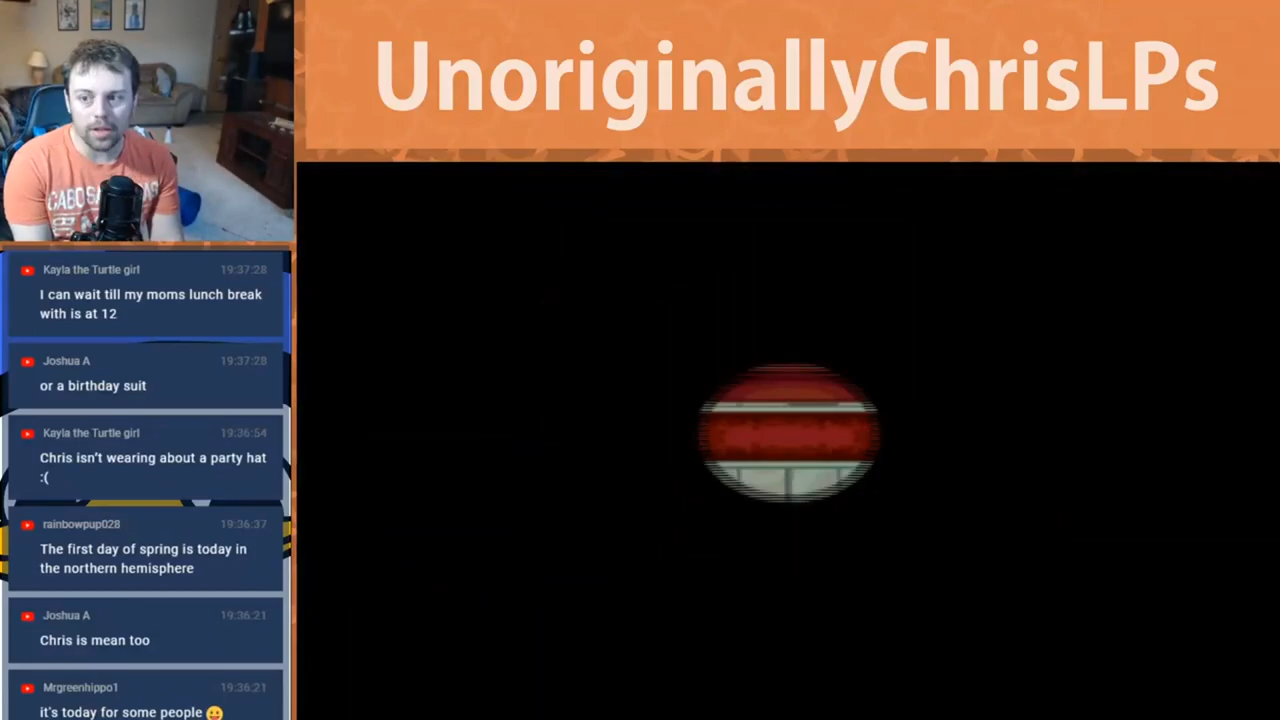 UnoriginallyChrisLPs
CABO SA
Kayla the Turtle girl 19:37:28
I can wait till my moms lunch break
with is at 12
Joshua A 19:37:28
or a birthday suit
Kayla the Turtle girl 19:36:54
Chris isn't wearing about a party hat
:(
rainbowpup028 19:36:37
The first day of spring is today in
the northern hemisphere
Joshua A 19:36:21
Chris is mean too
Mrgreenhippo1 19:36:21
it's today for some people 😛